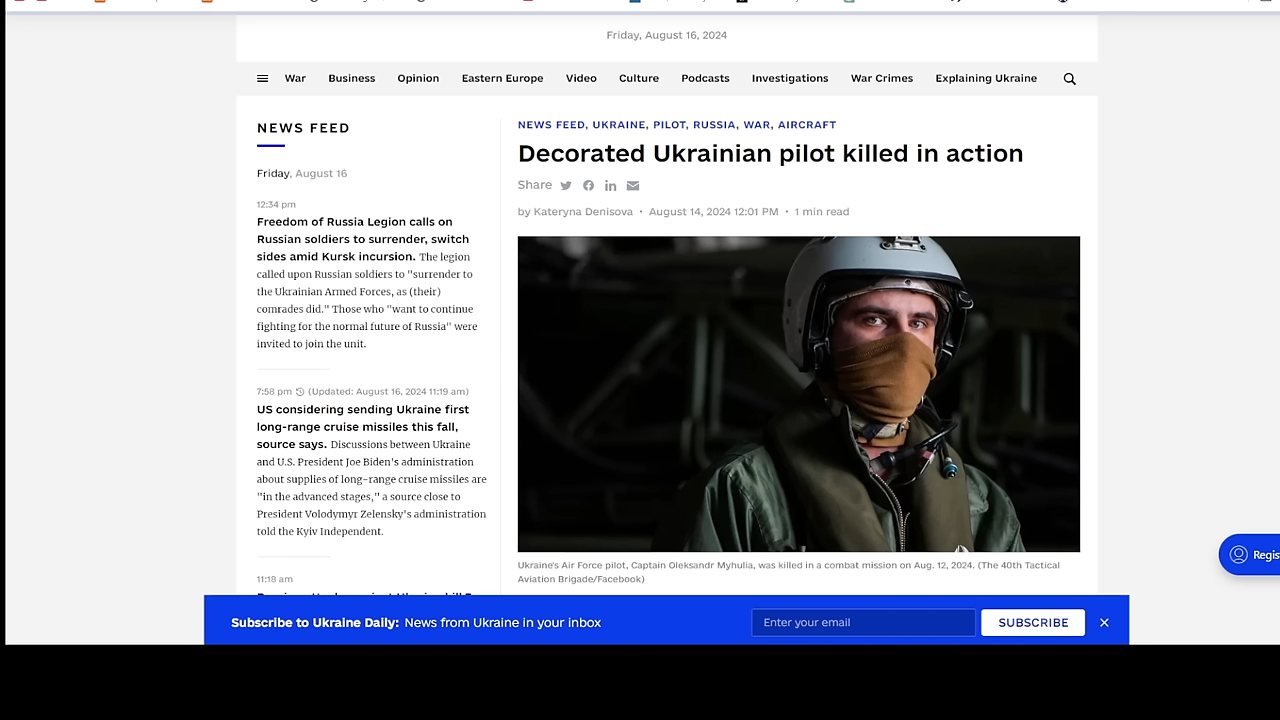 Friday, August 16, 2024
War Business Opinion Eastern Europe Video Culture Podcasts Investigations War Crimes Explaining Ukraine
NEWS FEED
Friday, August 16
12:34 pm
Freedom of Russia Legion calls on
Russian soldiers to surrender, switch
sides amid Kursk incursion. The legion
called upon Russian soldiers to "surrender to
the Ukrainian Armed Forces, as (their)
comrades did." Those who "want to continue
fighting for the normal future of Russia" were
invited to join the unit.
7:58 pm (Updated: August 16, 2024 11:19 am)
US considering sending Ukraine first
long-range cruise missiles this fall,
source says. Discussions between Ukraine
and U.S. President Joe Biden's administration
about supplies of long-range cruise missiles are
"in the advanced stages," a source close to
President Volodymyr Zelensky's administration
told the Kyiv Independent.
11:18 am
NEWS FEED, UKRAINE, PILOT, RUSSIA, WAR, AIRCRAFT
Decorated Ukrainian pilot killed in action
Share
by Kateryna Denisova • August 14, 2024 12:01 PM • 1 min read
Ukraine's Air Force pilot, Captain Oleksandr Myhulia, was killed in a combat mission on Aug. 12, 2024. (The 40th Tactical
Aviation Brigade/Facebook)
Regis
Subscribe to Ukraine Daily: News from Ukraine in your inbox
Enter your email
SUBSCRIBE